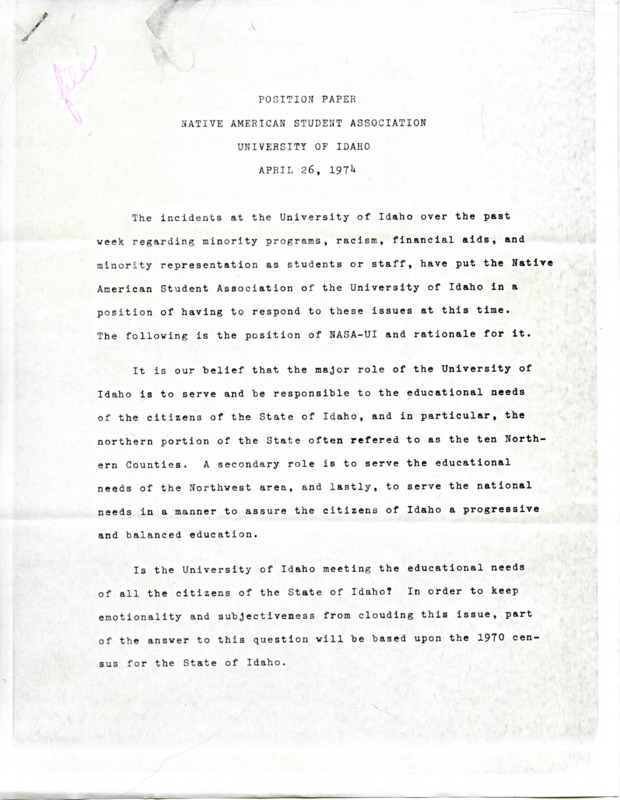 file
POSITION PAPER
NATIVE AMERICAN STUDENT ASSOCIATION
UNIVERSITY OF IDAHO
APRIL 26, 1974
The incidents at the University of Idaho over the past
week regarding minority programs, racism, financial aids, and
minority representation as students or staff, have put the Native
American Student Association of the University of Idaho in a
position of having to respond to these issues at this time.
The following is the position of NASA-UI and rationale for it.
It is our belief that the major role of the University of
Idaho is to serve and be responsible to the educational needs
of the citizens of the State of Idaho, and in particular, the
northern portion of the State often refered to as the ten North-
ern Counties.  A secondary role is to serve the educational
needs of the Northwest area, and lastly, to serve the national
needs in a manner to assure the citizens of Idaho a progressive
and balanced education.
Is the University of Idaho meeting the educational needs
of all the citizens of the State of Idaho?  In order to keep
emotionality and subjectiveness from clouding this issue, part
of the answer to this question will be based upon the 1970 cen-
sus for the State of Idaho.